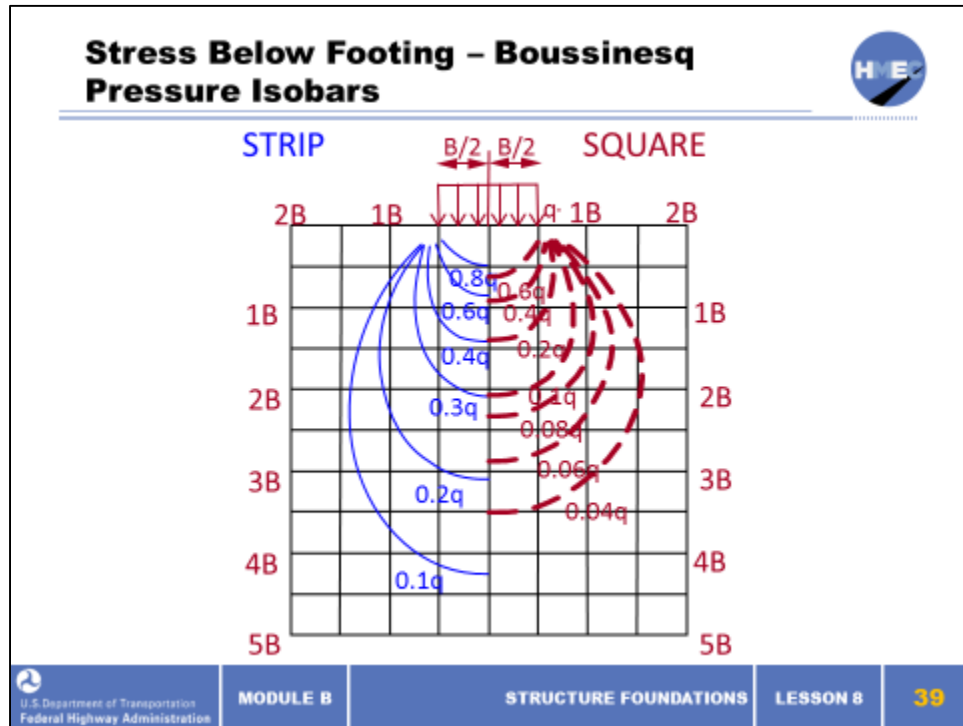 Stress Below Footing – Boussinesq
Pressure Isobars
HMEC
STRIP
B/2
B/2
SQUARE
2B
1B
q
1B
2B
0.8q
0.6q
1B
0.6q
0.4q
1B
0.4q
0.2q
2B
0.3q
0.1q
2B
0.08q
3B
0.2q
0.06q
3B
0.04q
4B
0.1q
4B
5B
5B
U.S.Department of Transportation
Federal Highway Administration
MODULE B
STRUCTURE FOUNDATIONS
LESSON 8
39